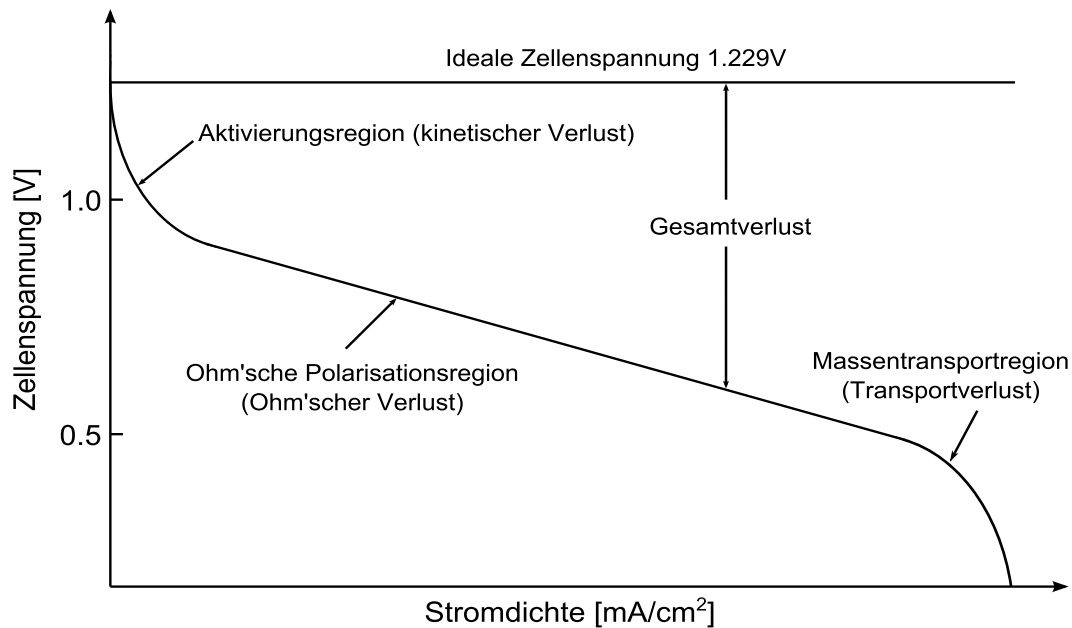 Ideale Zellenspannung 1.229V
Aktivierungsregion (kinetischer Verlust)
Zellenspannung [V]
1.0
Gesamtverlust
Ohm'sche Polarisationsregion
(Ohm'scher Verlust)
Massentransportregion
(Transportverlust)
0.5
Stromdichte [mA/cm²]